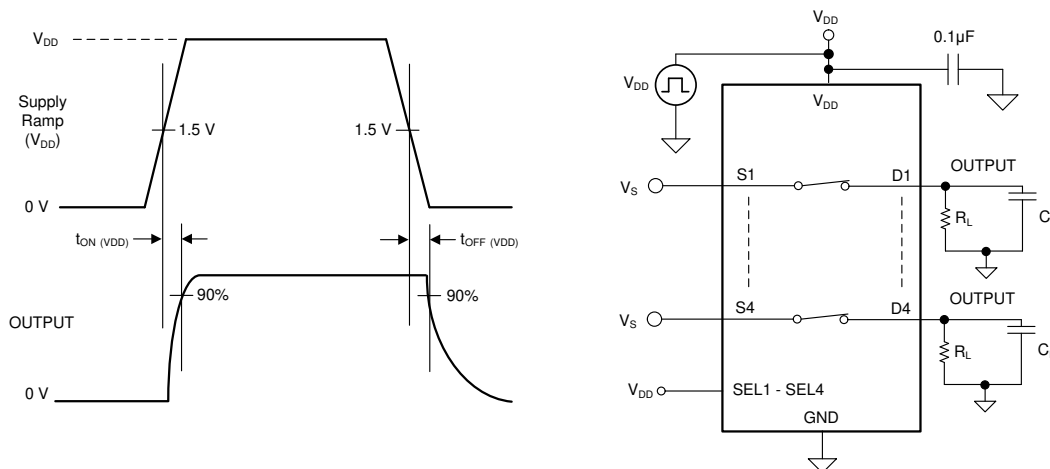 VDD
Supply
Ramp
(VDD)
1.5 V
1.5 V
0 V
tON (VDD)
tOFF (VDD)
90%
90%
OUTPUT
0 V
VDD
0.1µF
VDD
VDD
OUTPUT
VS
S1
D1
RL
C
OUTPUT
VS
S4
D4
RL
C
VDD
SEL1 - SEL4
GND